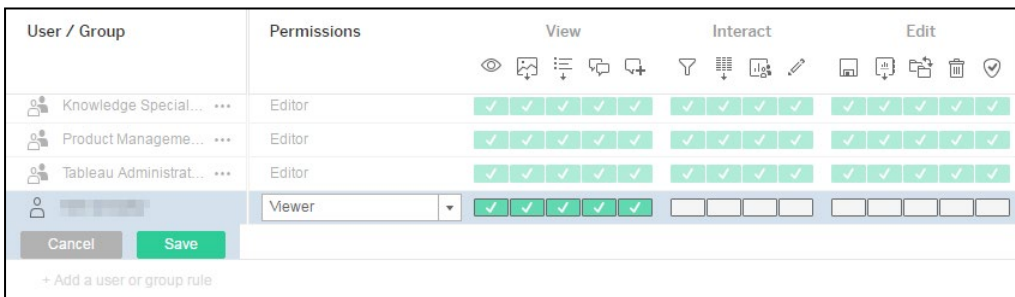 User / Group Permissions View Interact Edit
Knowledge Special... ... Editor
Product Manageme... ... Editor
Tableau Administrat... ... Editor
Viewer
Cancel Save
+ Add a user or group rule